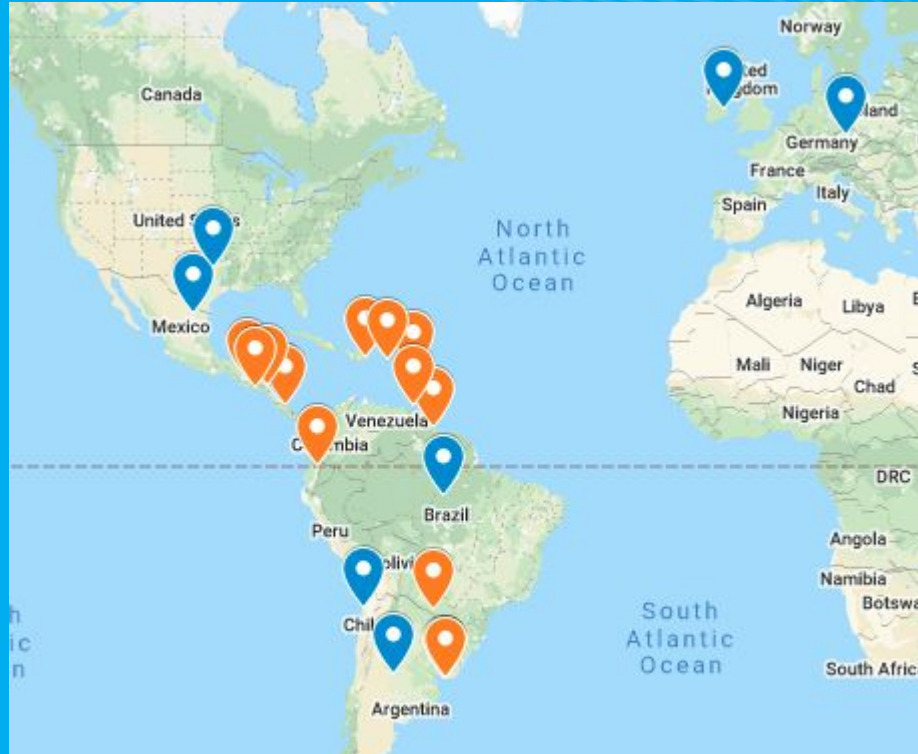 Norway
Canada
Germany
France
Italy
Spain
United
North
Atlantic
Ocean
Algeria
Libya
Mexico
Mali
Niger
Chad
Nigeria
Venezuela
DRC
Brazil
Peru
Angola
Namibia
South
Atlantic
Ocean
Argentina